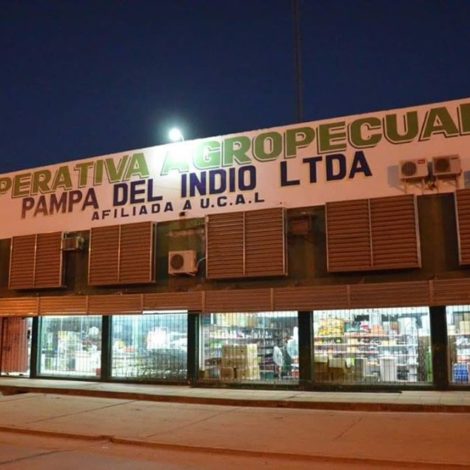 PERATIVA AGROPECUA
PAMPA DEL INDIO LTDA
AFILIADA A U.C.A.L